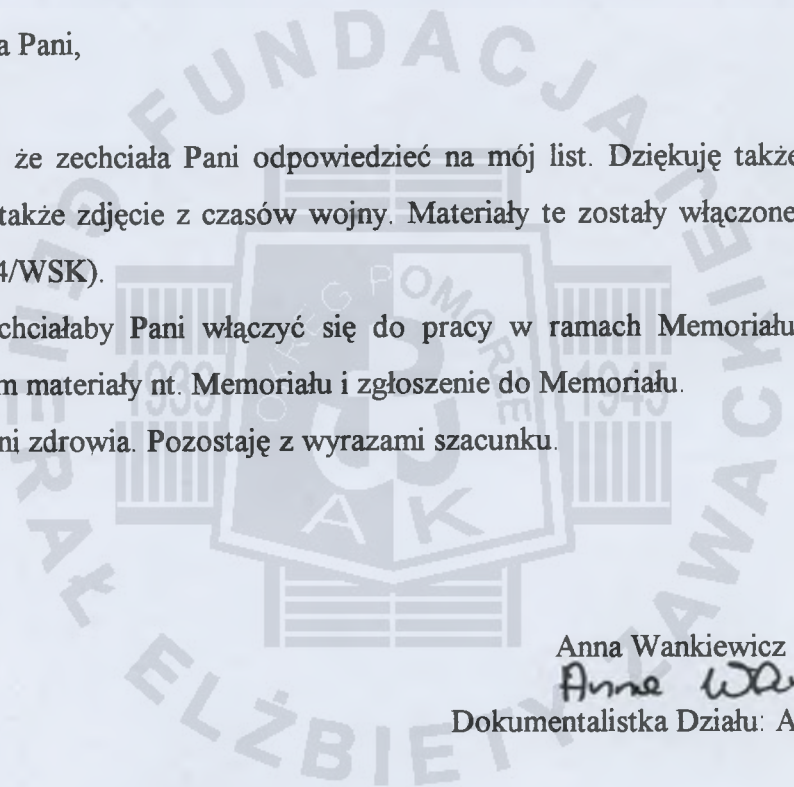 a Pani,
że zechciała Pani odpowiedzieć na mój list. Dziękuję także
także zdjęcie z czasów wojny. Materiały te zostały włączone
4/WSK).
chciałaby Pani włączyć się do pracy w ramach Memoriału
m materiały nt. Memoriału i zgłoszenie do Memoriału.
ni zdrowia. Pozostaję z wyrazami szacunku.
Anna Wankiewicz
Anna
Dokumentalistka Działu: A
FUNDACJA GENERAŁ ELŻBIETY ZAWACKIEJ
OKRĘG POMORZE
1939 1945
AK